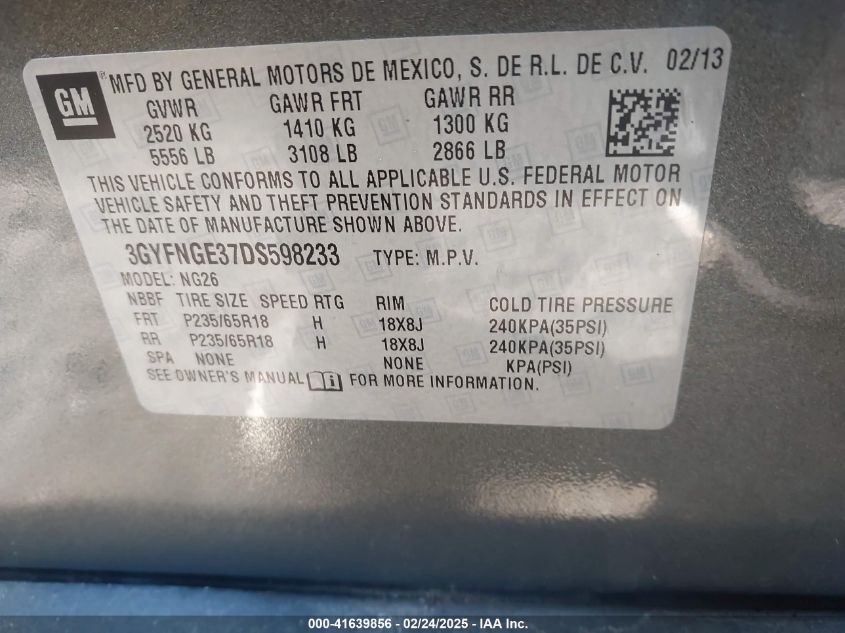 GM ® MFD BY GENERAL MOTORS DE MEXICO, S. DE R.L. DE C.V. 02/13
GVWR GAWR FRT GAWR RR
2520 KG 1410 KG 1300 KG
5556 LB 3108 LB 2866 LB
THIS VEHICLE CONFORMS TO ALL APPLICABLE U.S. FEDERAL MOTOR
VEHICLE SAFETY AND THEFT PREVENTION STANDARDS IN EFFECT ON
THE DATE OF MANUFACTURE SHOWN ABOVE.
3GYFNGE37DS598233 TYPE: M.P.V.
MODEL: NG26
NBBF TIRE SIZE SPEED RTG RIM COLD TIRE PRESSURE
FRT P235/65R18 H 18X8J 240KPA(35PSI)
RR P235/65R18 H 18X8J 240KPA(35PSI)
SPA NONE NONE KPA(PSI)
SEE OWNER'S MANUAL FOR MORE INFORMATION.
000-41639856 - 02/24/2025 - IAA, Inc.